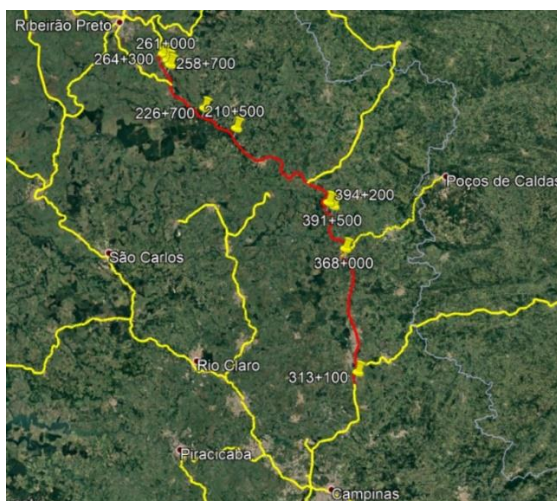 Ribeirão Preto
261+000
264+300
258+700
226+700
210+500
394+200
Poços de Caldas
391+500
368+000
São Carlos
Rio Claro
313+100
Piracicaba
Campinas